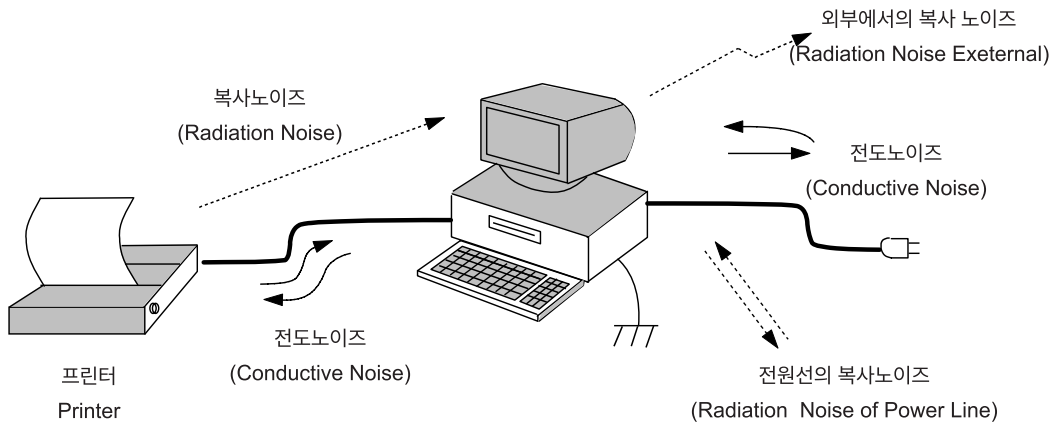 외부에서의 복사 노이즈
(Radiation Noise Exeternal)
복사노이즈
(Radiation Noise)
전도노이즈
(Conductive Noise)
전도노이즈
(Conductive Noise)
프린터
Printer
전원선의 복사노이즈
(Radiation Noise of Power Line)